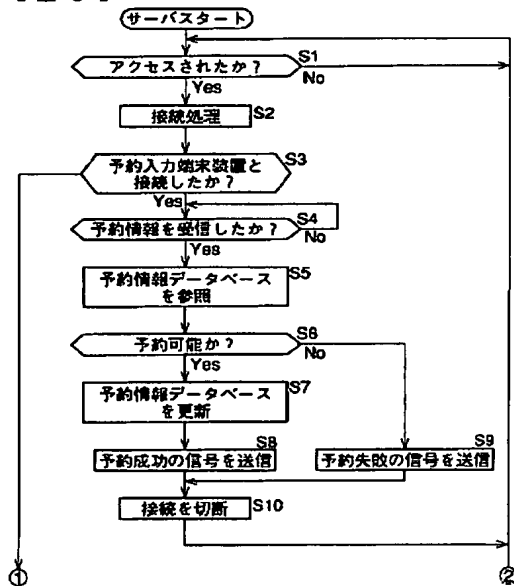 サーバスタート
アクセスされたか？
S1
No
Yes
接続処理
S2
予約入力端末装置と
接続したか？
S3
Yes
予約情報を受信したか？
S4
No
Yes
予約情報データベース
を参照
S5
予約可能か？
S6
No
Yes
予約情報データベース
を更新
S7
予約成功の信号を送信
S8
予約失敗の信号を送信
S9
接続を切断
S10
①
②